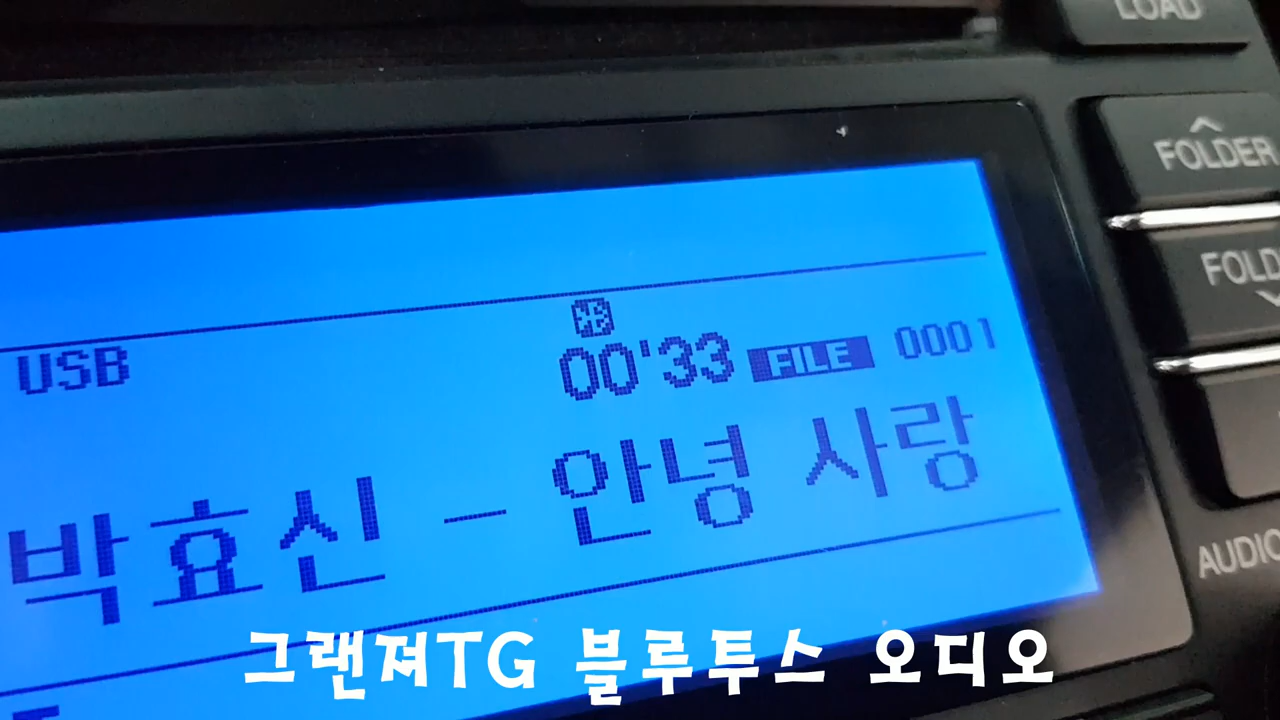 LOAD
FOLDER
USB
00'33 FILE 0001
박효신 - 안녕 사랑
AUDIO
그랜져TG 블루투스 오디오